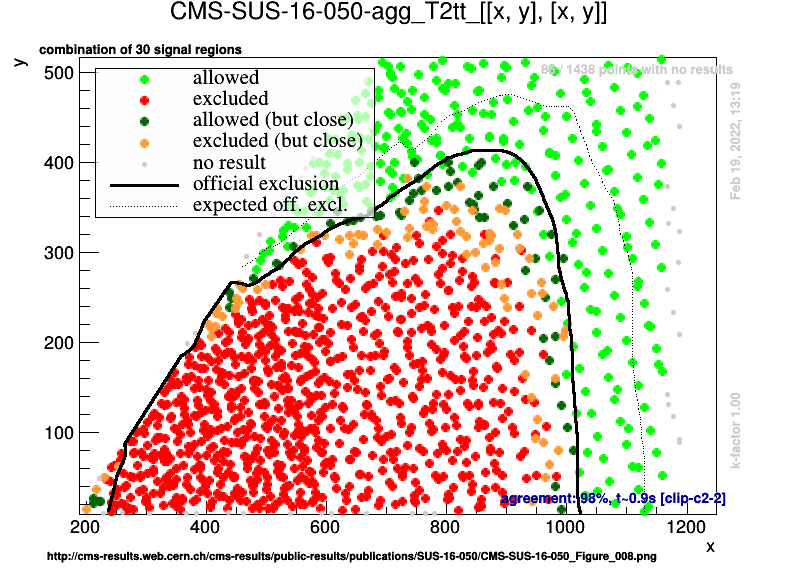 CMS-SUS-16-050-agg_T2tt_[[x, y], [x, y]]
combination of 30 signal regions
86 / 1438 points with no results
y
allowed
excluded
allowed (but close)
excluded (but close)
no result
official exclusion
expected off. excl.
500
400
300
200
100
Feb 19, 2022, 13:19
k-factor 1.00
agreement: 98%, t~0.9s [clip-c2-2]
200 400 600 800 1000 1200
x
http://cms-results.web.cern.ch/cms-results/public-results/publications/SUS-16-050/CMS-SUS-16-050_Figure_008.png